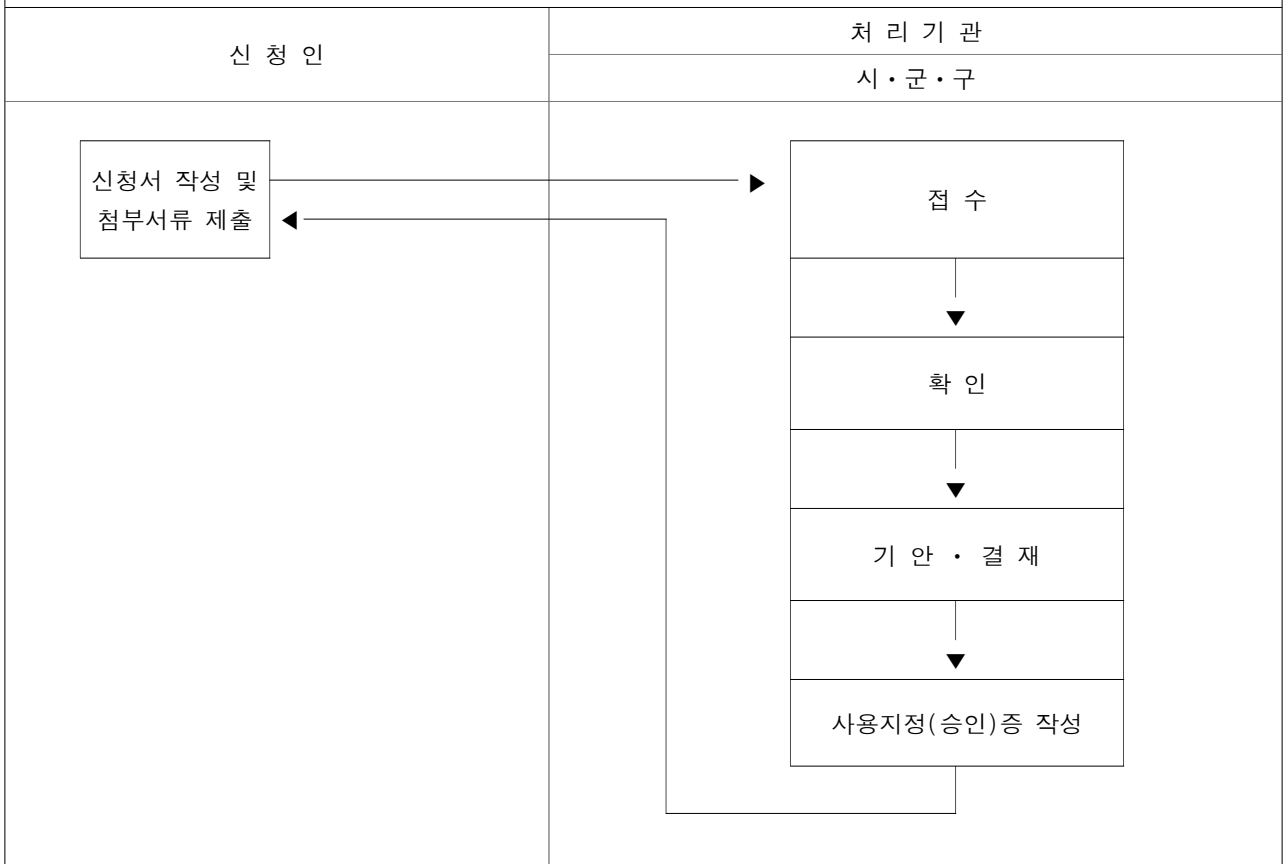 신 청 인
처 리 기 관
시・군・구
신청서 작성 및
첨부서류 제출
접 수
확 인
기 안 ・ 결 재
사용지정(승인)증 작성